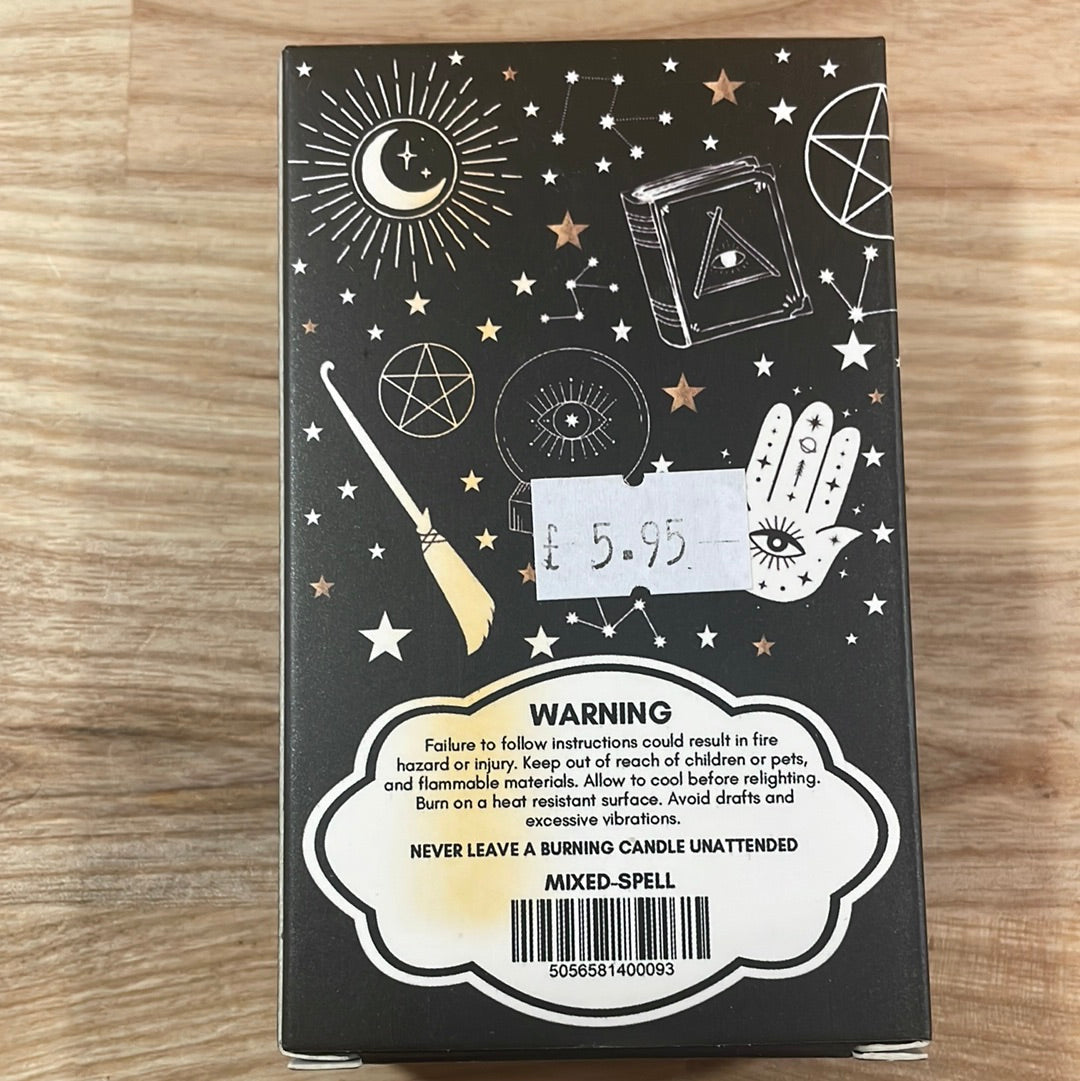 £ 5.95
WARNING
Failure to follow instructions could result in fire
hazard or injury. Keep out of reach of children or pets,
and flammable materials. Allow to cool before relighting.
Burn on a heat resistant surface. Avoid drafts and
excessive vibrations.
NEVER LEAVE A BURNING CANDLE UNATTENDED
MIXED-SPELL
5056581400093